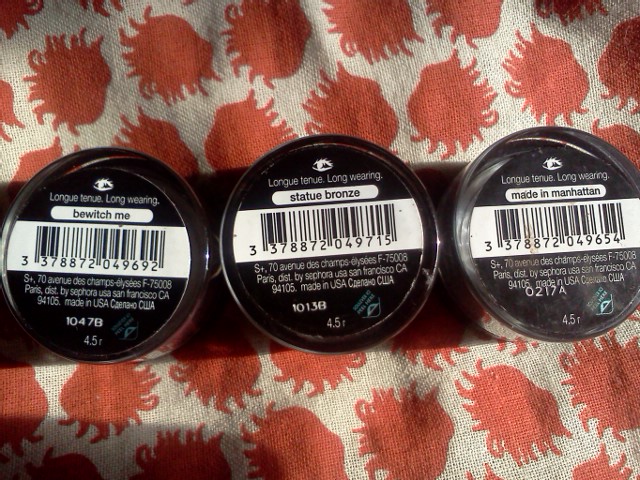 Longue tenue. Long wearing.
bewitch me
3 378872 049692
S+, 70 avenue des champs-élysées F-75008
Paris, dist. by sephora usa san francisco CA
94105. made in USA Сделано США
1047B
4.5 г
Longue tenue. Long wearing.
statue bronze
3 378872 049715
S+, 70 avenue des champs-élysées F-75008
Paris, dist. by sephora usa san francisco CA
94105. made in USA Сделано США
1013B
4.5 г
Longue tenue. Long wearing.
made in manhattan
3 378872 049654
S+, 70 avenue des champs-élysées F-75008
Paris, dist. by sephora usa san francisco CA
94105. made in USA Сделано США
0217A
4.5 г